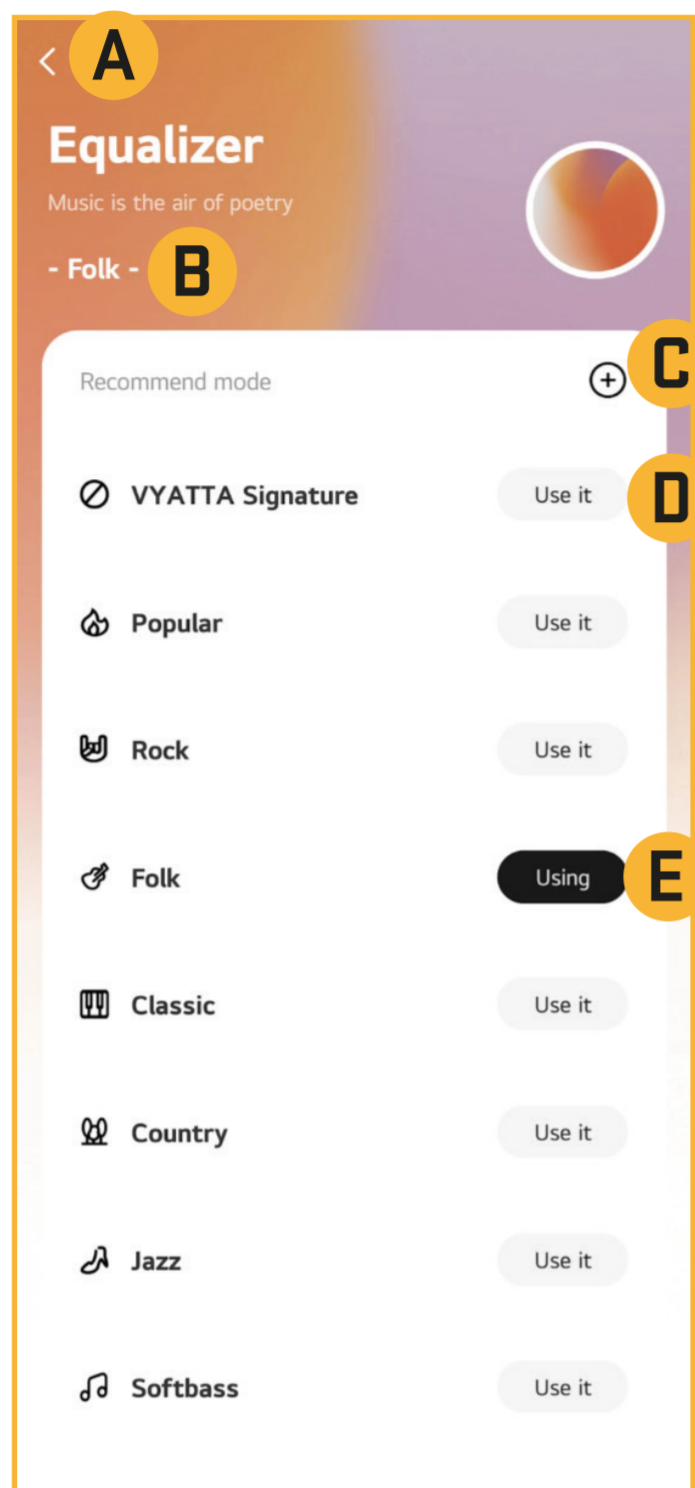 A
Equalizer
Music is the air of poetry
- Folk - B
Recommend mode C
VYATTA Signature Use it D
Popular Use it
Rock Use it
Folk Using E
Classic Use it
Country Use it
Jazz Use it
Softbass Use it